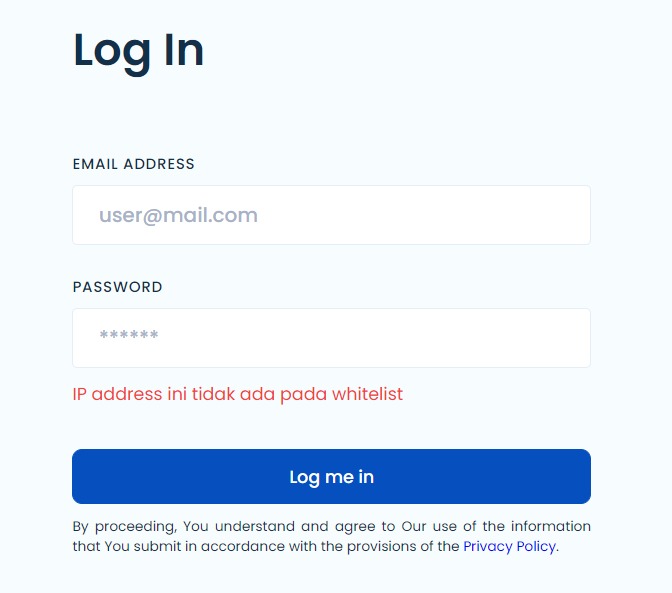 Log In
EMAIL ADDRESS
user@mail.com
PASSWORD
******
IP address ini tidak ada pada whitelist
Log me in
By proceeding, You understand and agree to Our use of the information
that You submit in accordance with the provisions of the Privacy Policy.